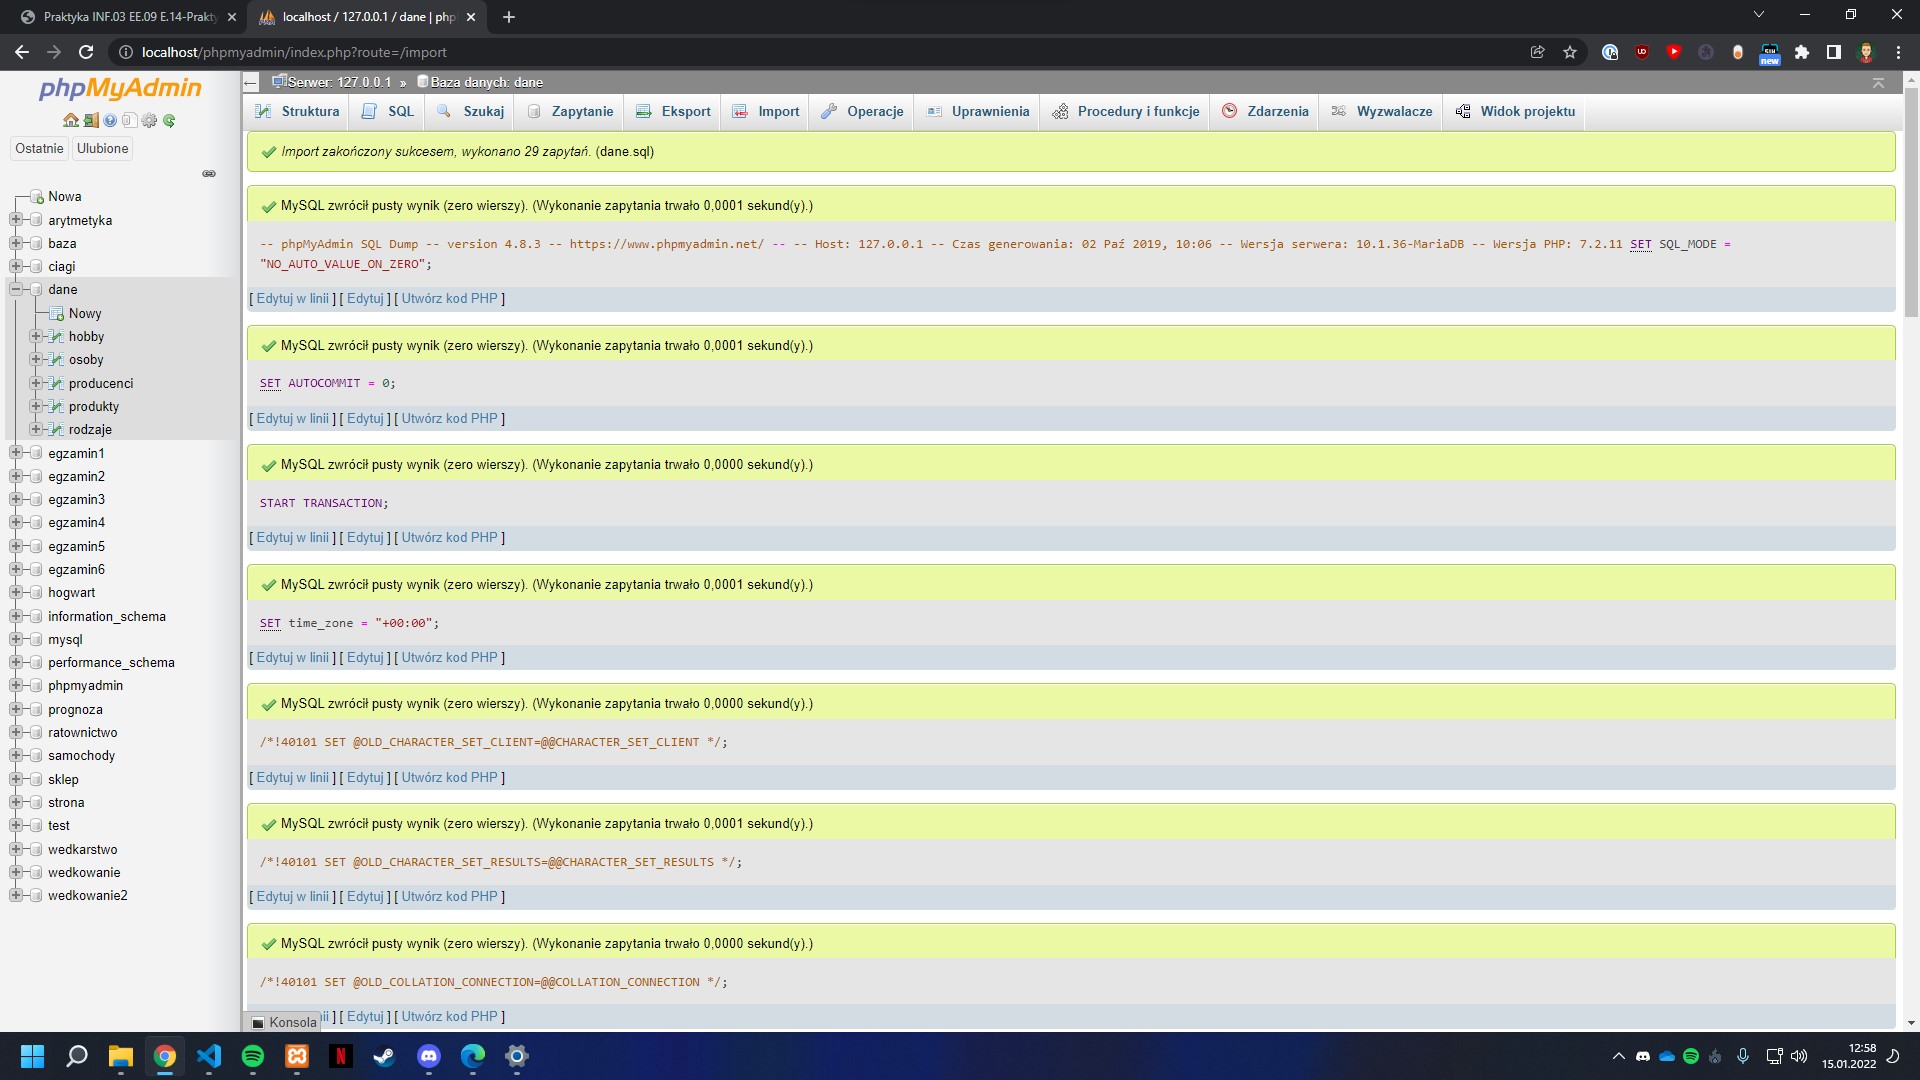 Praktyka INF.03 EE.09 E.14-Prakty
localhost / 127.0.0.1 / dane | php
localhost/phpmyadmin/index.php?route=/import
new
phpMyAdmin
Ostatnie
Ulubione
Nowa
arytmetyka
baza
ciagi
dane
Nowy
hobby
osoby
producenci
produkty
rodzaje
egzamin1
egzamin2
egzamin3
egzamin4
egzamin5
egzamin6
hogwart
information_schema
mysql
performance_schema
phpmyadmin
prognoza
ratownictwo
samochody
sklep
strona
test
wedkarstwo
wedkowanie
wedkowanie2
Serwer: 127.0.0.1 » Baza danych: dane
Struktura SQL Szukaj Zapytanie Eksport Import Operacje Uprawnienia Procedury i funkcje Zdarzenia Wyzwalacze Widok projektu
Import zakończony sukcesem, wykonano 29 zapytań. (dane.sql)
MySQL zwrócił pusty wynik (zero wierszy). (Wykonanie zapytania trwało 0,0001 sekund(y).)
-- phpMyAdmin SQL Dump -- version 4.8.3 -- https://www.phpmyadmin.net/ -- -- Host: 127.0.0.1 -- Czas generowania: 02 Paź 2019, 10:06 -- Wersja serwera: 10.1.36-MariaDB -- Wersja PHP: 7.2.11 SET SQL_MODE =
"NO_AUTO_VALUE_ON_ZERO";
[ Edytuj w linii ] [ Edytuj ] [ Utwórz kod PHP ]
MySQL zwrócił pusty wynik (zero wierszy). (Wykonanie zapytania trwało 0,0001 sekund(y).)
SET AUTOCOMMIT = 0;
[ Edytuj w linii ] [ Edytuj ] [ Utwórz kod PHP ]
MySQL zwrócił pusty wynik (zero wierszy). (Wykonanie zapytania trwało 0,0000 sekund(y).)
START TRANSACTION;
[ Edytuj w linii ] [ Edytuj ] [ Utwórz kod PHP ]
MySQL zwrócił pusty wynik (zero wierszy). (Wykonanie zapytania trwało 0,0001 sekund(y).)
SET time_zone = "+00:00";
[ Edytuj w linii ] [ Edytuj ] [ Utwórz kod PHP ]
MySQL zwrócił pusty wynik (zero wierszy). (Wykonanie zapytania trwało 0,0000 sekund(y).)
/*!40101 SET @OLD_CHARACTER_SET_CLIENT=@@CHARACTER_SET_CLIENT */;
[ Edytuj w linii ] [ Edytuj ] [ Utwórz kod PHP ]
MySQL zwrócił pusty wynik (zero wierszy). (Wykonanie zapytania trwało 0,0001 sekund(y).)
/*!40101 SET @OLD_CHARACTER_SET_RESULTS=@@CHARACTER_SET_RESULTS */;
[ Edytuj w linii ] [ Edytuj ] [ Utwórz kod PHP ]
MySQL zwrócił pusty wynik (zero wierszy). (Wykonanie zapytania trwało 0,0000 sekund(y).)
/*!40101 SET @OLD_COLLATION_CONNECTION=@@COLLATION_CONNECTION */;
ii ] [ Edytuj ] [ Utwórz kod PHP ]
Konsola
12:58
15.01.2022